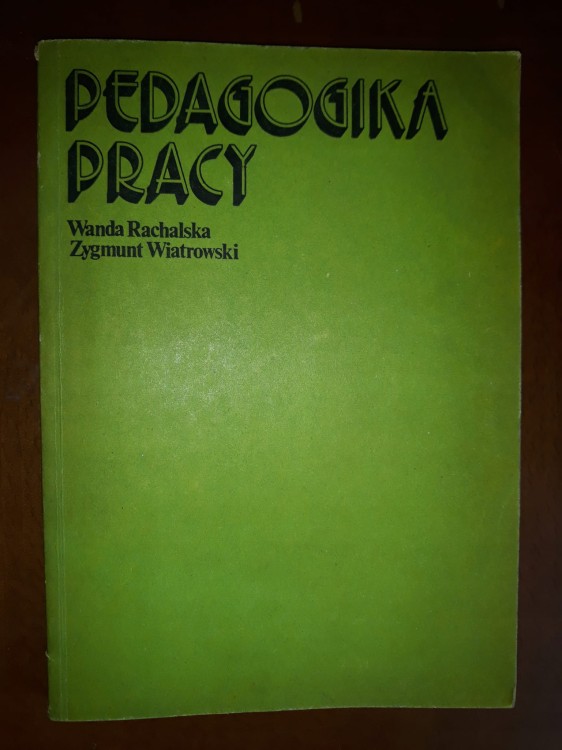 PEDAGOGIKA
PRACY
Wanda Rachalska
Zygmunt Wiatrowski